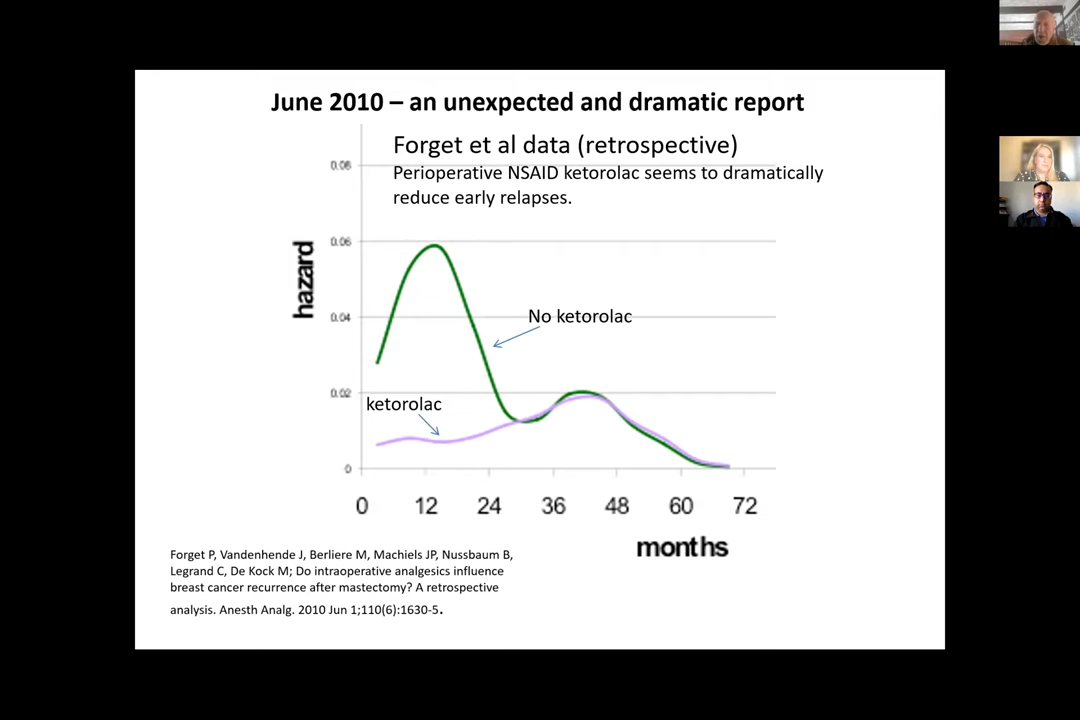 June 2010 – an unexpected and dramatic report
Forget et al data (retrospective)
Perioperative NSAID ketorolac seems to dramatically
reduce early relapses.
hazard
0.08
0.06
0.04
0.02
0
No ketorolac
ketorolac
0 12 24 36 48 60 72
months
Forget P, Vandenhende J, Berliere M, Machiels JP, Nussbaum B,
Legrand C, De Kock M; Do intraoperative analgesics influence
breast cancer recurrence after mastectomy? A retrospective
analysis. Anesth Analg. 2010 Jun 1;110(6):1630-5.